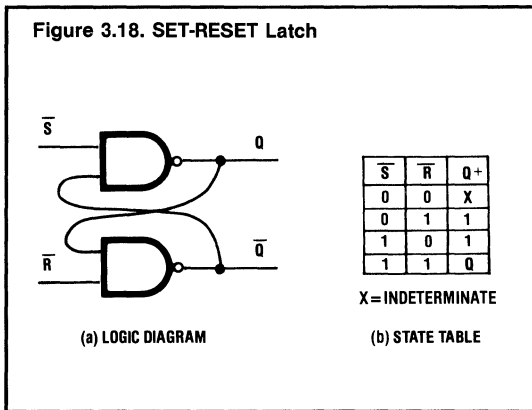 Figure 3.18. SET-RESET Latch
S̅
Q
R̅
Q̅
S̅ R̅ Q+
0 0 X
0 1 1
1 0 1
1 1 Q
X = INDETERMINATE
(a) LOGIC DIAGRAM
(b) STATE TABLE